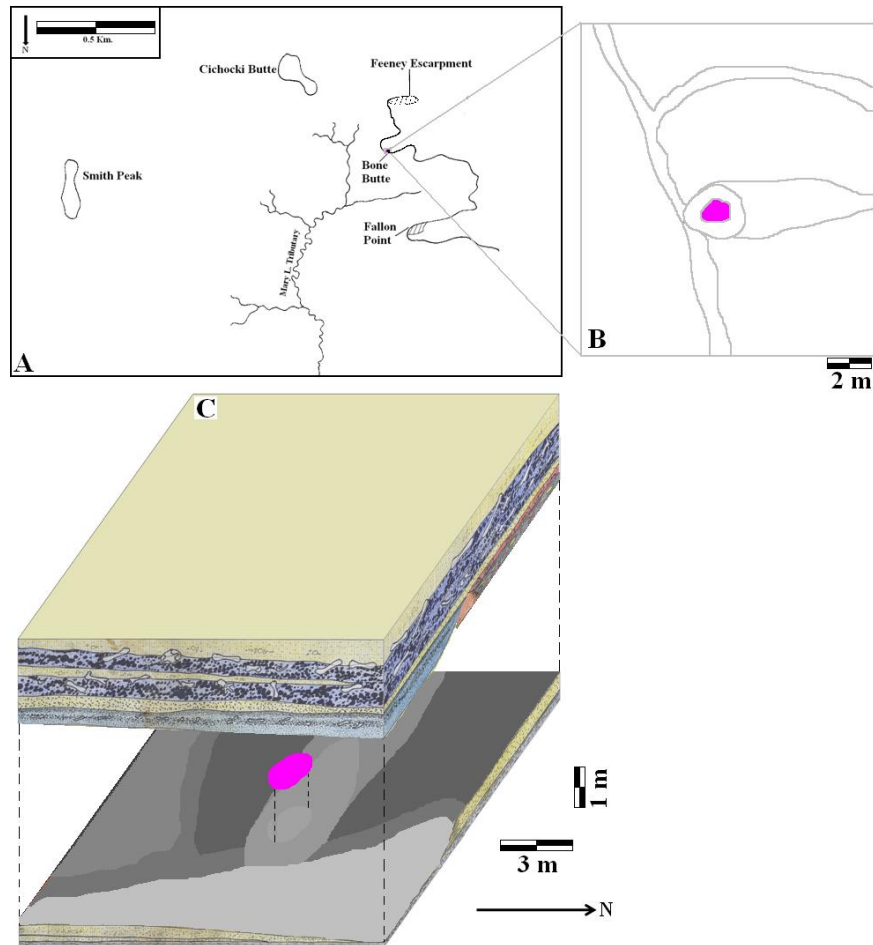 N
0.5 Km.
Cichocki Butte
Feeney Escarpment
Smith Peak
Bone
Butte
Fallon
Point
Mary L. Tributary
A
B
2 m
C
1 m
3 m
N